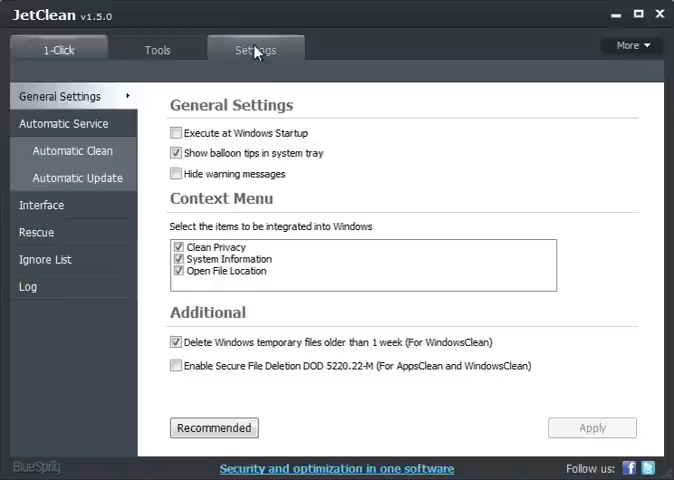 JetClean v1.5.0
1-Click
Tools
Settings
More
General Settings
Automatic Service
Automatic Clean
Automatic Update
Interface
Rescue
Ignore List
Log
General Settings
Execute at Windows Startup
Show balloon tips in system tray
Hide warning messages
Context Menu
Select the items to be integrated into Windows
Clean Privacy
System Information
Open File Location
Additional
Delete Windows temporary files older than 1 week (For WindowsClean)
Enable Secure File Deletion DOD 5220.22-M (For AppsClean and WindowsClean)
Recommended
Apply
BlueSprig
Security and optimization in one software
Follow us: